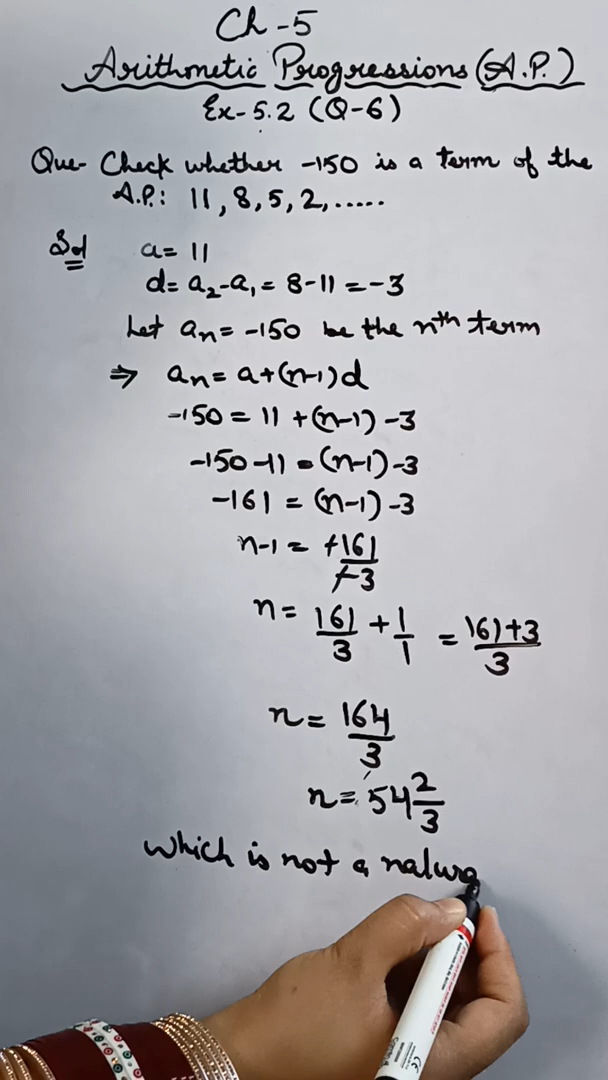 Ch-5
Arithmetic Progressions (A.P.)
Ex-5.2 (Q-6)
Que- Check whether -150 is a term of the
A.P.: 11, 8, 5, 2, .....
Sol a = 11
d = a₂-a₁ = 8-11 = -3
Let aₙ = -150 be the nth term
⇒ aₙ = a+(n-1)d
-150 = 11 + (n-1) -3
-150-11 = (n-1) -3
-161 = (n-1) -3
n-1 = -161/-3
n = 161/3 + 1/1 = 161+3/3
n = 164/3
n = 54 2/3
which is not a natura